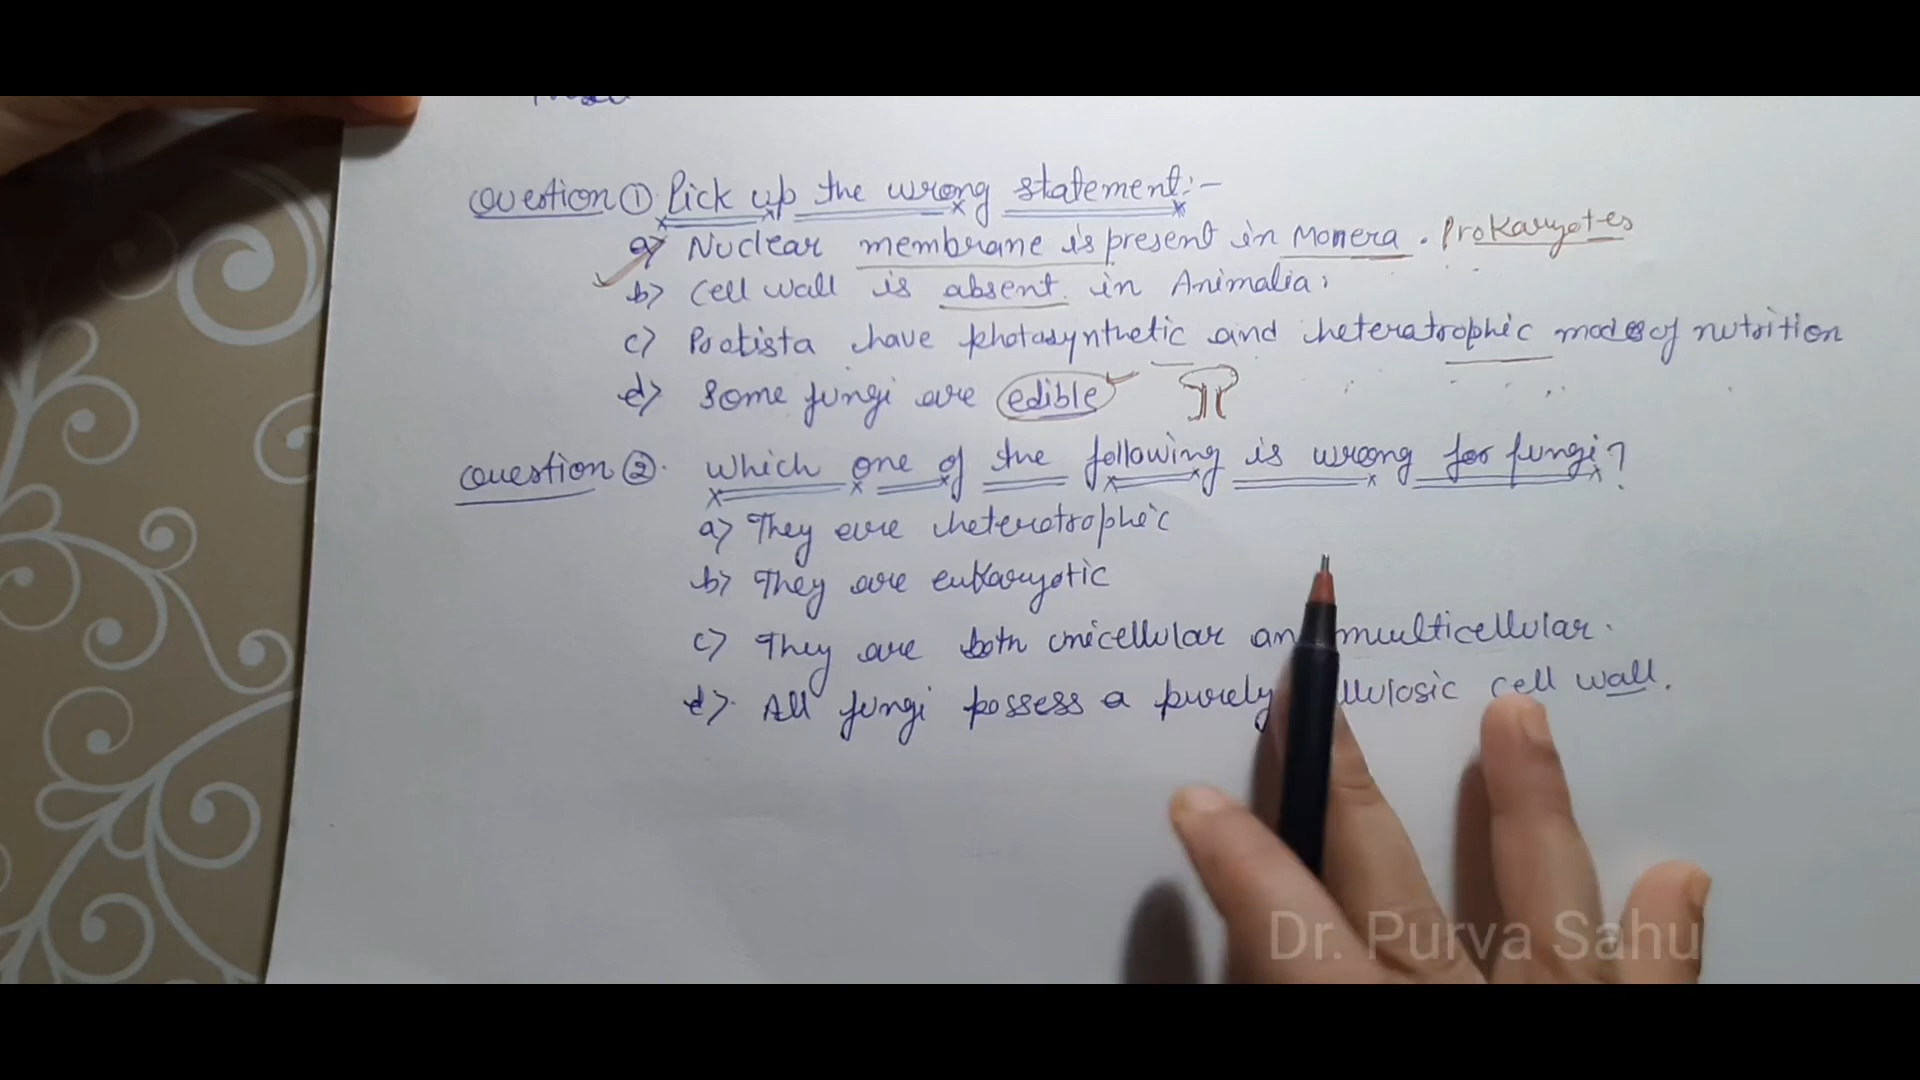 Question ① Pick up the wrong statement:-
a) Nuclear membrane is present in Monera. Prokaryotes
b) Cell wall is absent in Animalia.
c) Protista have photosynthetic and heterotrophic modes of nutrition
d) Some fungi are edible
Question ②. Which one of the following is wrong for fungi?
a) They are heterotrophic
b) They are eukaryotic
c) They are both unicellular an multicellular.
d) All fungi possess a purely llulosic cell wall.
Dr. Purva Sahu